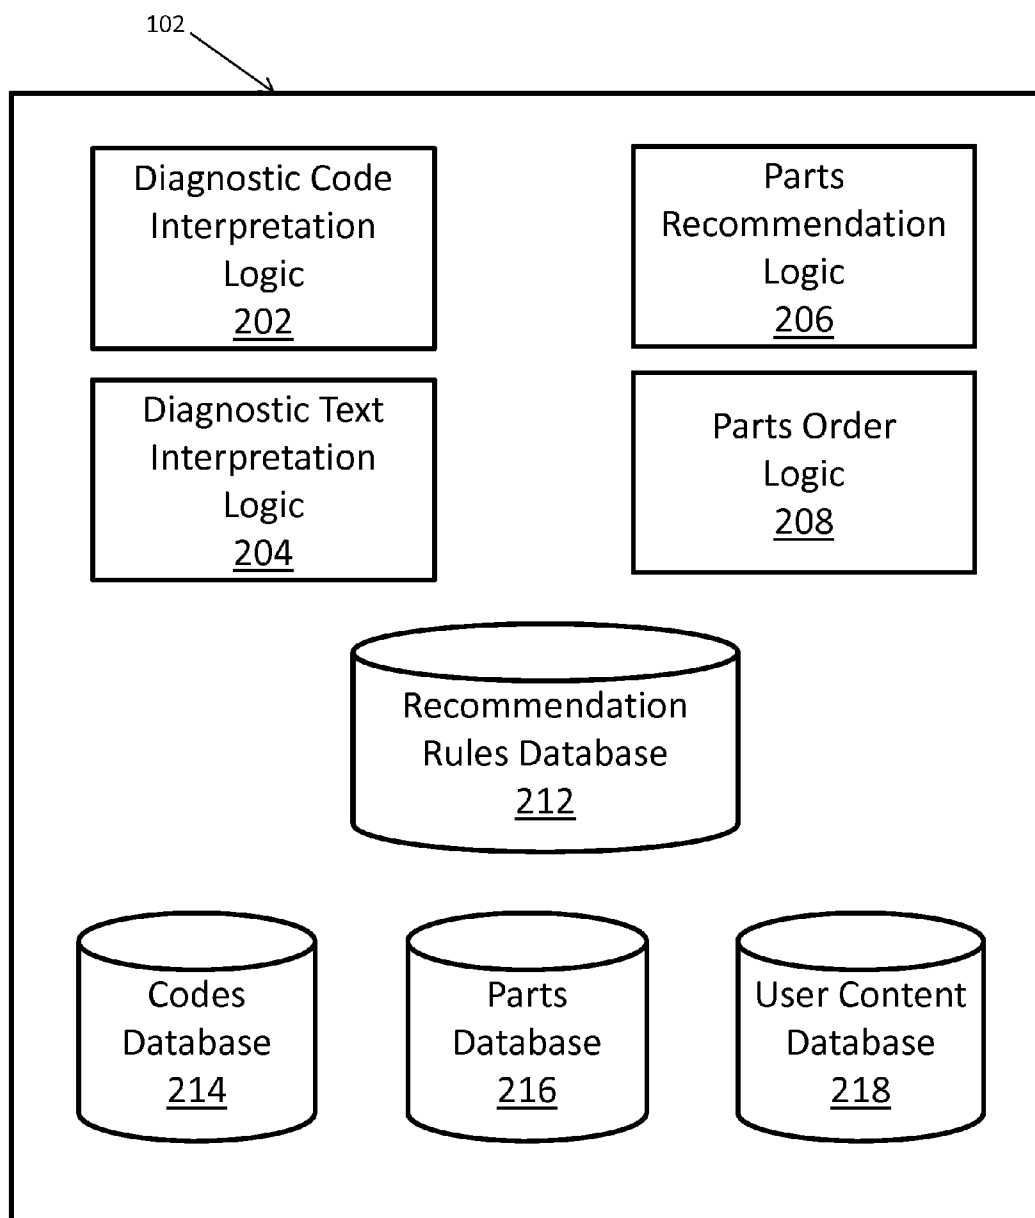 102
Diagnostic Code
Interpretation
Logic
202
Parts
Recommendation
Logic
206
Diagnostic Text
Interpretation
Logic
204
Parts Order
Logic
208
Recommendation
Rules Database
212
Codes
Database
214
Parts
Database
216
User Content
Database
218